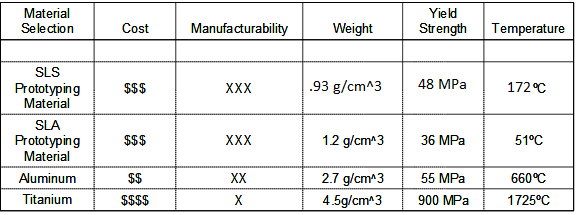 Material Selection Cost Manufacturability Weight Yield Strength Temperature
SLS Prototyping Material $$$ XXX .93 g/cm^3 48 MPa 172 ºC
SLA Prototyping Material $$$ XXX 1.2 g/cm^3 36 MPa 51ºC
Aluminum $$ XX 2.7 g/cm^3 55 MPa 660ºC
Titanium $$$$ X 4.5g/cm^3 900 MPa 1725ºC